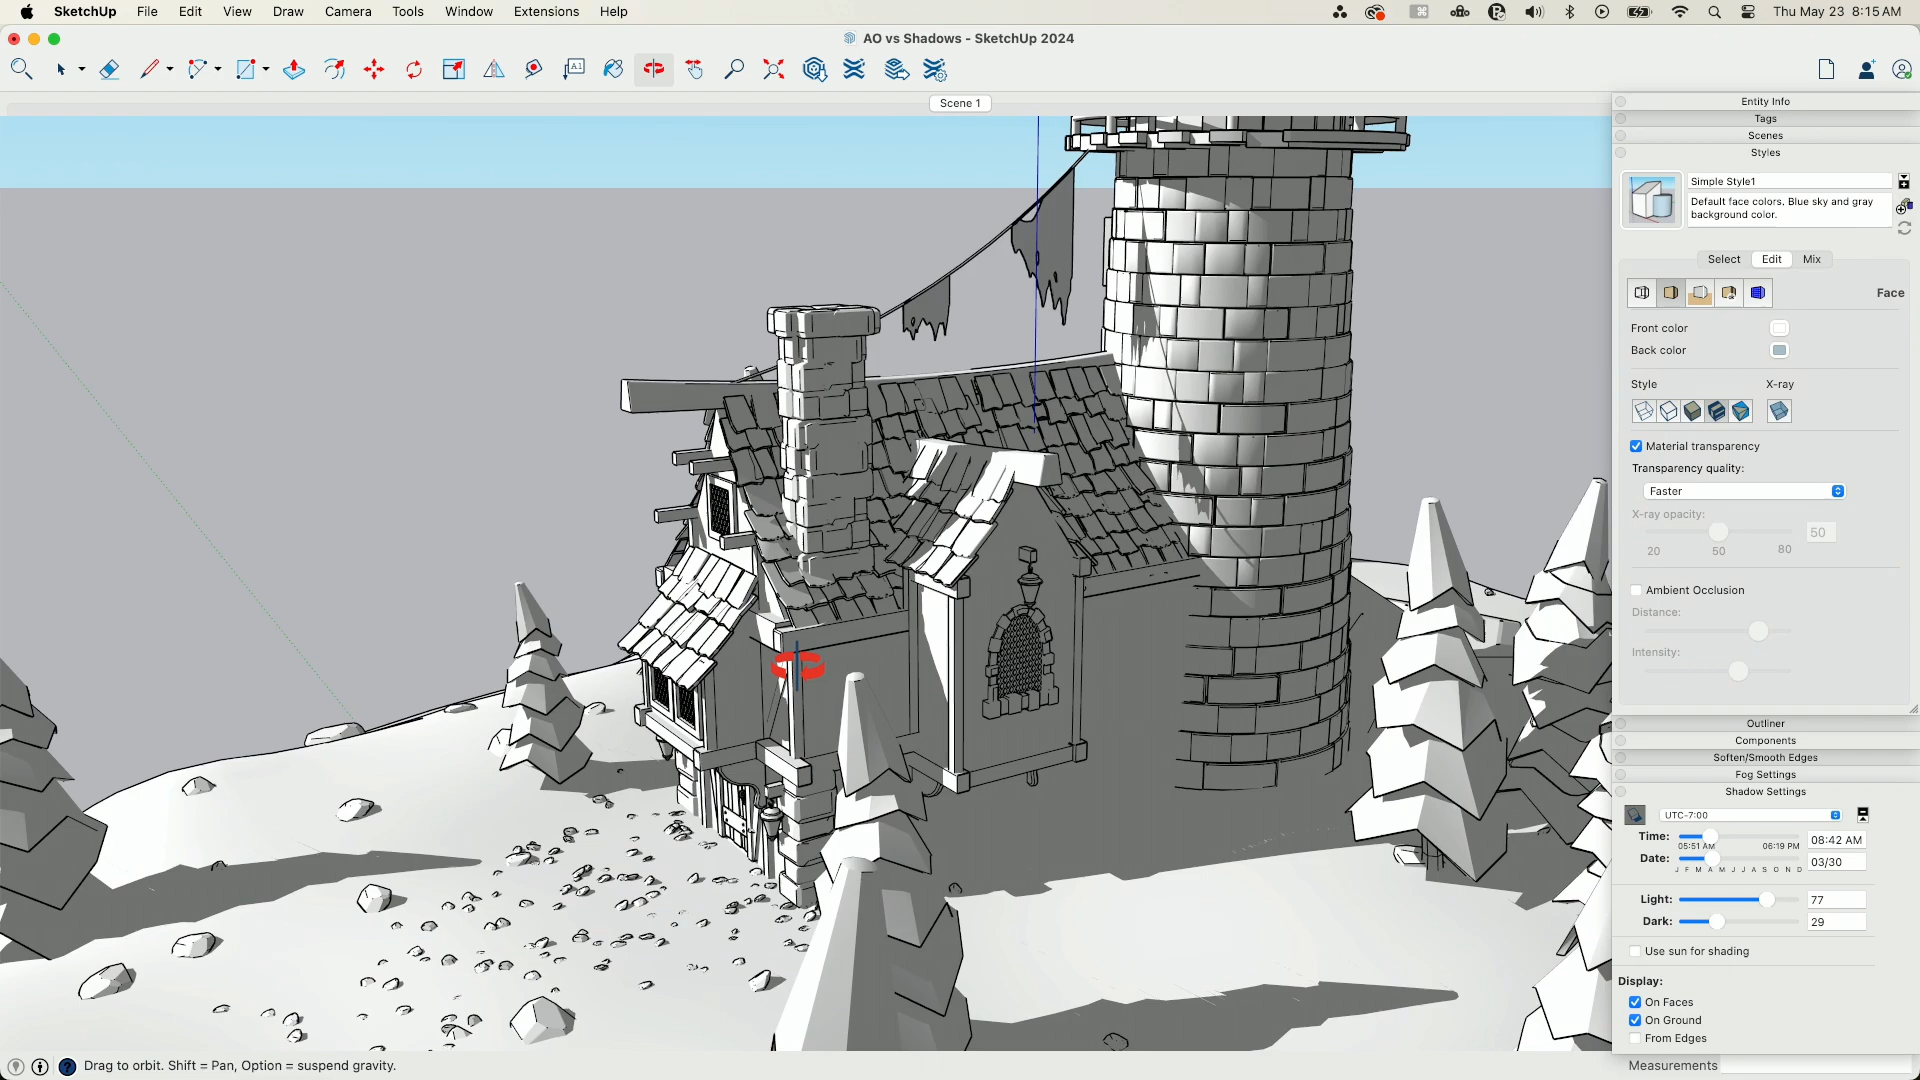 SketchUp File Edit View Draw Camera Tools Window Extensions Help Thu May 23 8:15 AM
AO vs Shadows - SketchUp 2024
A1
Scene 1
Entity Info
Tags
Scenes
Styles
Simple Style1
Default face colors. Blue sky and gray
background color.
Select Edit Mix
Face
Front color
Back color
Style X-ray
Material transparency
Transparency quality:
Faster
X-ray opacity:
50
20 50 80
Ambient Occlusion
Distance:
Intensity:
Outliner
Components
Soften/Smooth Edges
Fog Settings
Shadow Settings
UTC-7:00
Time: 08:42 AM
05:51 AM 06:19 PM
Date: 03/30
J F M A M J J A S O N D
Light: 77
Dark: 29
Use sun for shading
Display:
On Faces
On Ground
From Edges
Drag to orbit. Shift = Pan, Option = suspend gravity.
Measurements